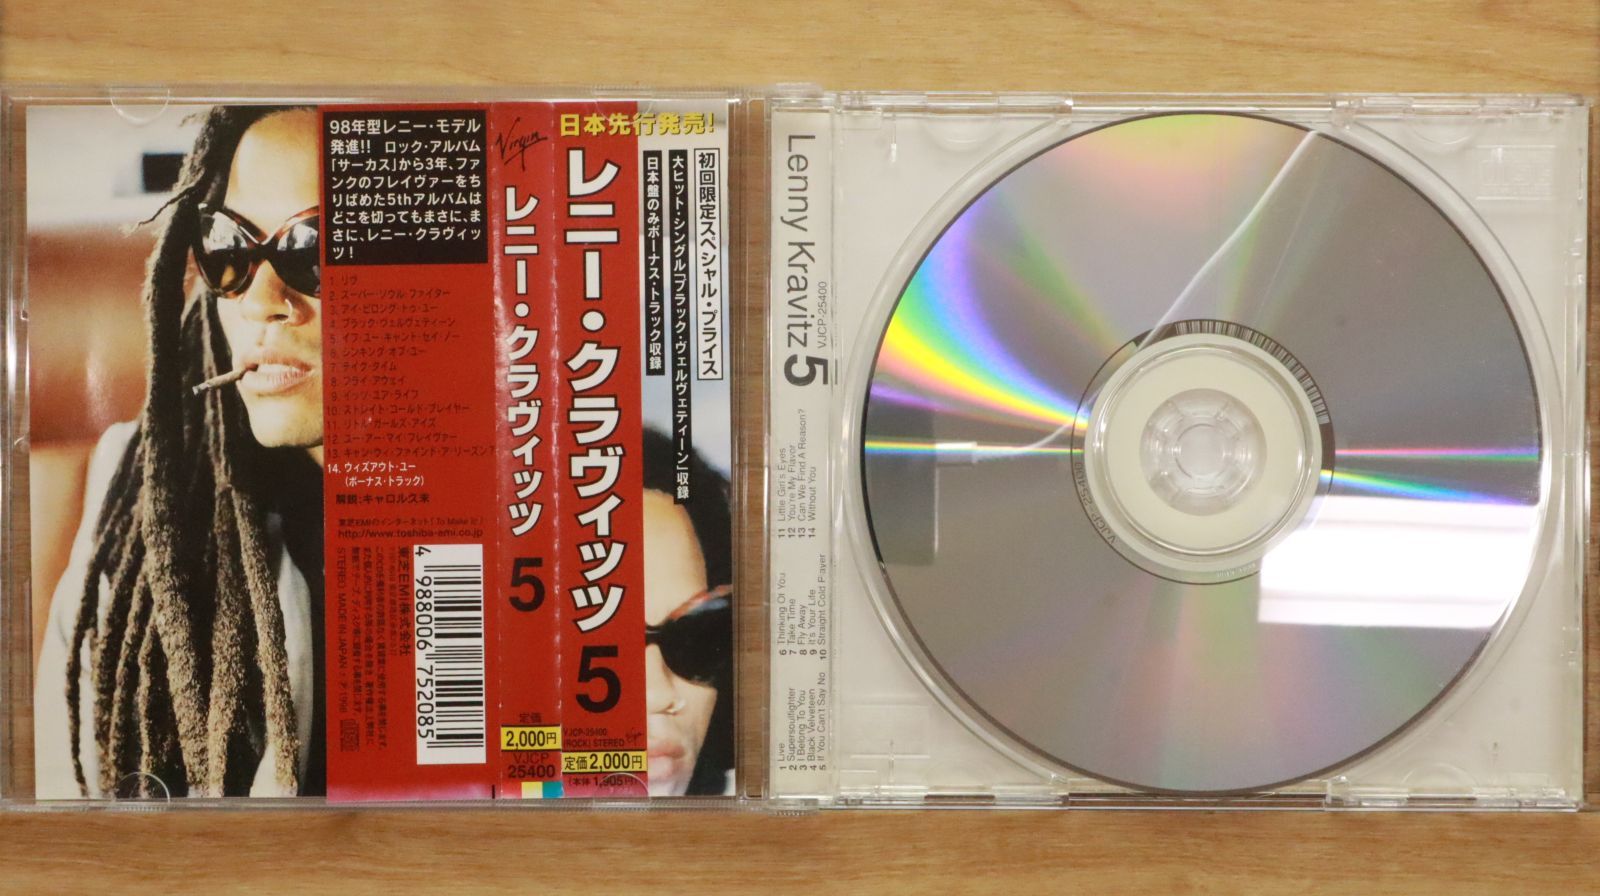 98年型レニー・モデル
発進!! ロック・アルバム
「サーカス」から3年、ファ
ンクのフレイヴァーをち
りばめた5thアルバムは
どこを切ってもまさに、ま
さに、レニー・クラヴィッ
ツ!
1. リヴ
2. スーパー・ソウル・ファイター
3. アイ・ビロング・トゥ・ユー
4. ブラック・ヴェルヴェティーン
5. イフ・ユー・キャント・セイ・ノー
6. シンキング・オブ・ユー
7. テイク・タイム
8. フライ・アウェイ
9. イッツ・ユア・ライフ
10. ストレイト・コールド・プレイヤー
11. リトル・ガールズ・アイズ
12. ユー・アー・マイ・フレイヴァー
13. キャン・ウィ・ファインド・ア・リーズン?
14. ウィズアウト・ユー
(ボーナス・トラック)
解説:キャロル久末
東芝EMIのインターネット「To Make It」
http://www.toshiba-emi.co.jp
東芝EMI株式会社
STEREO MADE IN JAPAN
4 988006 752085
Virgin
レニー・クラヴィッツ 5
定価
2,000円
VJCP
25400
日本先行発売!
レニー・クラヴィッツ 5
初回限定スペシャル・プライス
大ヒット・シングル「ブラック・ヴェルヴェティーン」収録
日本盤のみボーナス・トラック収録
VJCP-25400
(ROCK) STEREO
Virgin
定価2,000円
(本体 1,905円)
Lenny Kravitz 5
VJCP-25400
1 Live
2 Supersoulfighter
3 I Belong To You
4 Black Velveteen
5 If You Can't Say No
6 Thinking Of You
7 Take Time
8 Fly Away
9 It's Your Life
10 Straight Cold Player
11 Little Girl's Eyes
12 You're My Flavor
13 Can We Find A Reason?
14 Without You
VJCP-25400